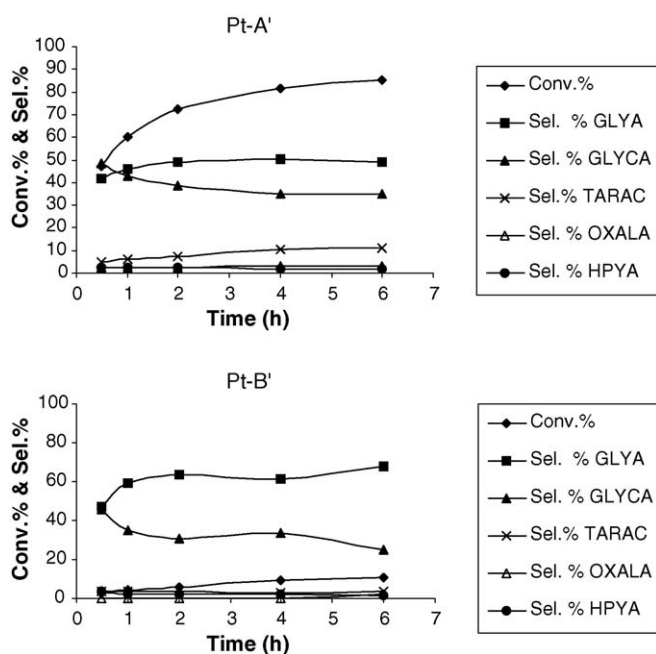 Pt-A'
100
90
80
70
60
50
40
30
20
10
0
Conv.% & Sel.%
0 1 2 3 4 5 6 7
Time (h)
Conv.%
Sel. % GLYA
Sel. % GLYCA
Sel.% TARAC
Sel. % OXALA
Sel. % HPYA
Pt-B'
100
80
60
40
20
0
Conv.% & Sel.%
0 1 2 3 4 5 6 7
Time (h)
Conv.%
Sel. % GLYA
Sel. % GLYCA
Sel.% TARAC
Sel. % OXALA
Sel. % HPYA